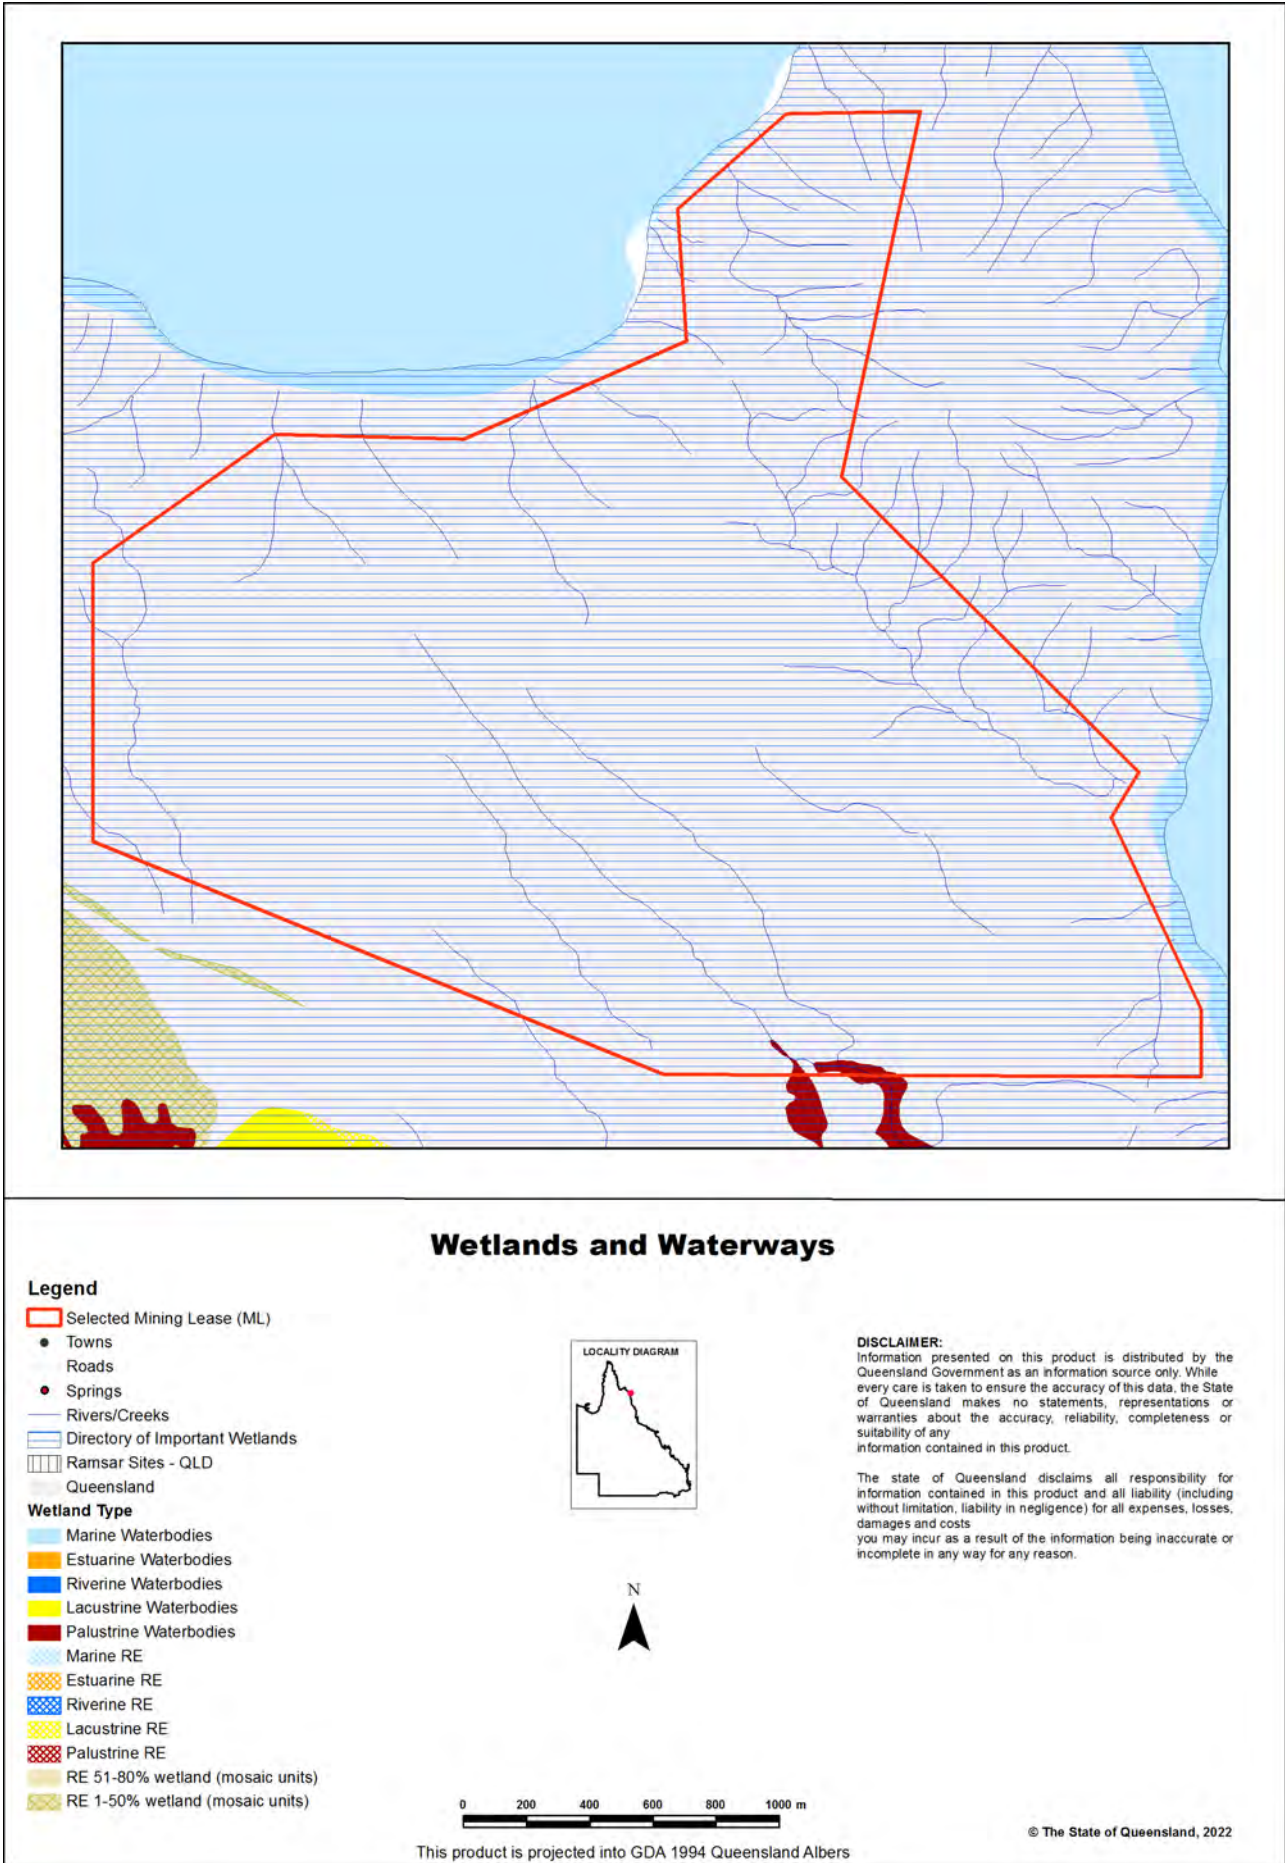 Wetlands and Waterways
Legend
Selected Mining Lease (ML)
Towns
Roads
Springs
Rivers/Creeks
Directory of Important Wetlands
Ramsar Sites - QLD
Queensland
Wetland Type
Marine Waterbodies
Estuarine Waterbodies
Riverine Waterbodies
Lacustrine Waterbodies
Palustrine Waterbodies
Marine RE
Estuarine RE
Riverine RE
Lacustrine RE
Palustrine RE
RE 51-80% wetland (mosaic units)
RE 1-50% wetland (mosaic units)
LOCALITY DIAGRAM
N
0 200 400 600 800 1000 m
This product is projected into GDA 1994 Queensland Albers
DISCLAIMER:
Information presented on this product is distributed by the
Queensland Government as an information source only. While
every care is taken to ensure the accuracy of this data, the State
of Queensland makes no statements, representations or
warranties about the accuracy, reliability, completeness or
suitability of any
information contained in this product.
The state of Queensland disclaims all responsibility for
information contained in this product and all liability (including
without limitation, liability in negligence) for all expenses, losses,
damages and costs
you may incur as a result of the information being inaccurate or
incomplete in any way for any reason.
© The State of Queensland, 2022